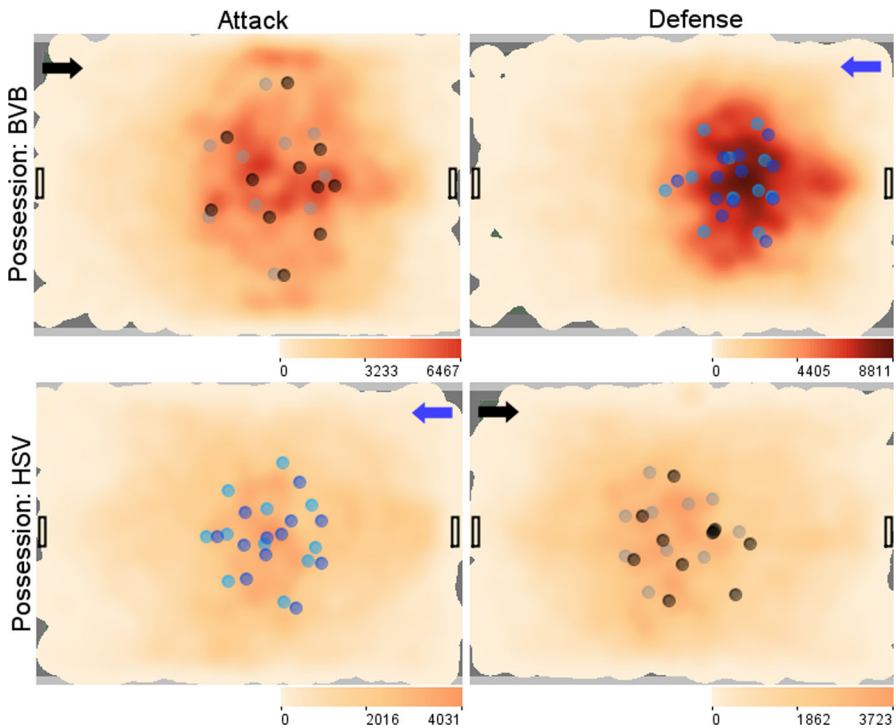 Attack
Defense
Possession: BVB
0 3233 6467
0 4405 8811
Possession: HSV
0 2016 4031
0 1862 3723